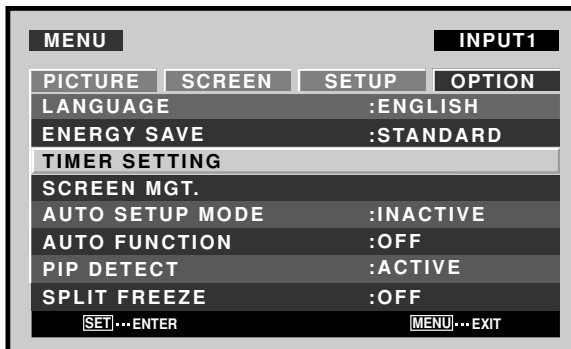 MENU INPUT1
PICTURE SCREEN SETUP OPTION
LANGUAGE :ENGLISH
ENERGY SAVE :STANDARD
TIMER SETTING
SCREEN MGT.
AUTO SETUP MODE :INACTIVE
AUTO FUNCTION :OFF
PIP DETECT :ACTIVE
SPLIT FREEZE :OFF
SET···ENTER MENU···EXIT